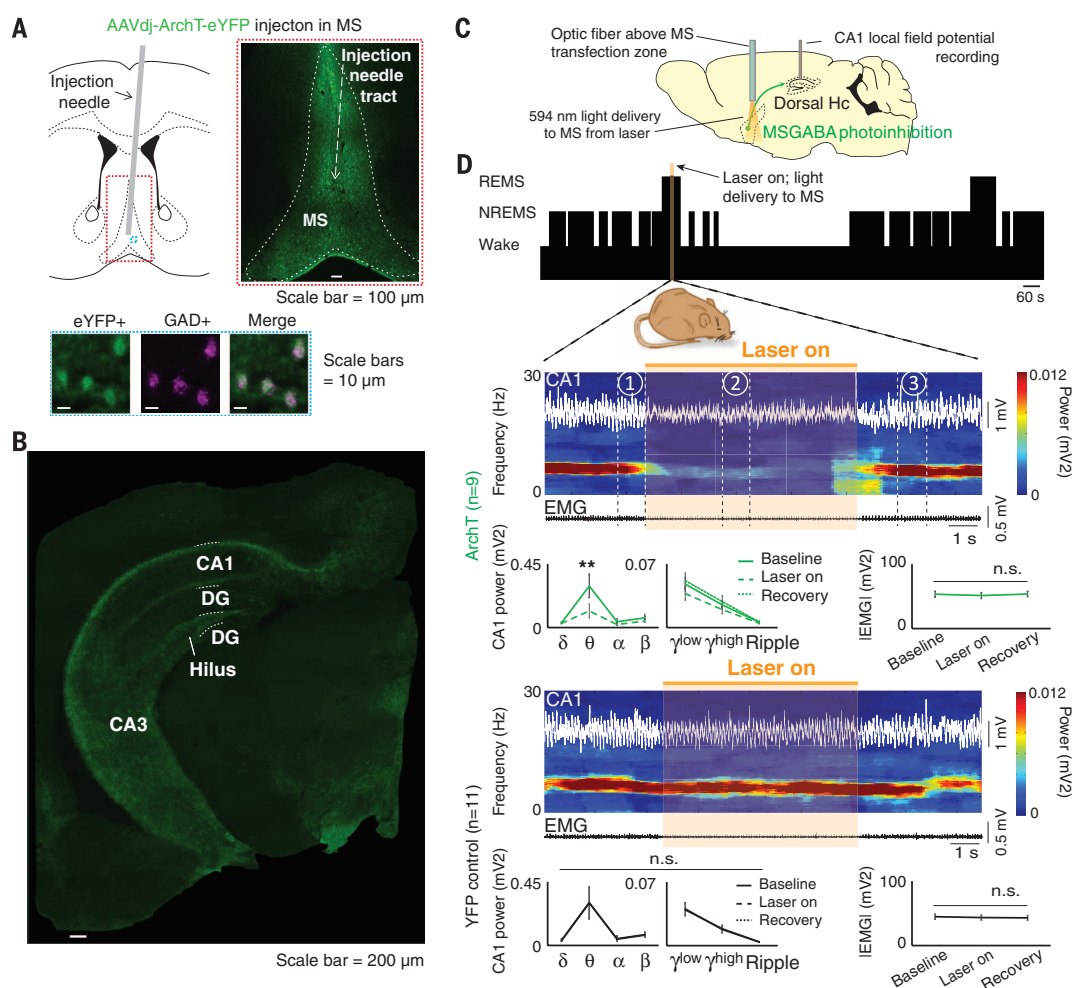 A
AAVdj-ArchT-eYFP injecton in MS
Injection
needle
Injection
needle
tract
MS
Scale bar = 100 µm
eYFP+
GAD+
Merge
Scale bars
= 10 µm
B
CA1
DG
DG
Hilus
CA3
Scale bar = 200 µm
C
Optic fiber above MS
transfection zone
CA1 local field potential
recording
Dorsal Hc
594 nm light delivery
to MS from laser
MSGABA photoinhibition
D
REMS
NREMS
Wake
Laser on; light
delivery to MS
60 s
Laser on
ArchT (n=9)
Frequency (Hz)
30
0
CA1
1
2
3
1 mV
0.012
0
Power (mV2)
EMG
0.5 mV
1 s
CA1 power (mV2)
0.45
0
**
δ θ α β
0.07
Baseline
Laser on
Recovery
γlow γhigh Ripple
|EMG| (mV2)
100
0
n.s.
Baseline
Laser on
Recovery
Laser on
YFP control (n=11)
Frequency (Hz)
30
0
CA1
1 mV
0.012
0
Power (mV2)
EMG
0.5 mV
1 s
n.s.
CA1 power (mV2)
0.45
0
δ θ α β
0.07
Baseline
Laser on
Recovery
γlow γhigh Ripple
|EMG| (mV2)
100
0
n.s.
Baseline
Laser on
Recovery